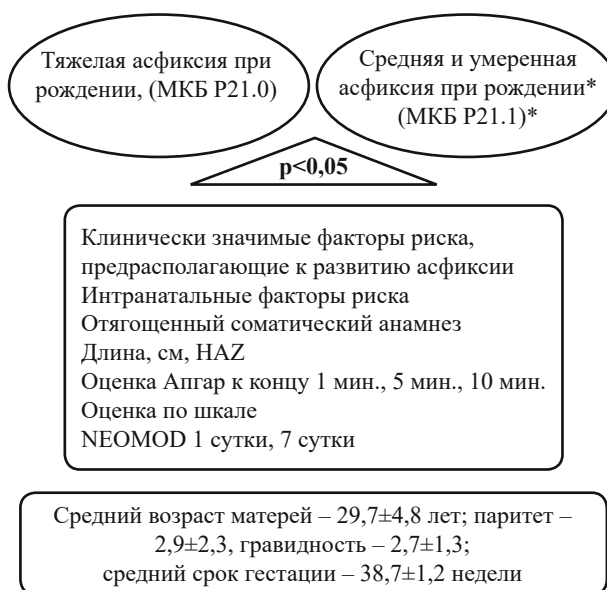 Тяжелая асфиксия при
рождении, (МКБ P21.0)
Средняя и умеренная
асфиксия при рождении*
(МКБ P21.1)*
p<0,05
Клинически значимые факторы риска,
предрасполагающие к развитию асфиксии
Интранатальные факторы риска
Отягощенный соматический анамнез
Длина, см, HAZ
Оценка Апгар к концу 1 мин., 5 мин., 10 мин.
Оценка по шкале
NEOMOD 1 сутки, 7 сутки
Средний возраст матерей – 29,7±4,8 лет; паритет –
2,9±2,3, гравидность – 2,7±1,3;
средний срок гестации – 38,7±1,2 недели